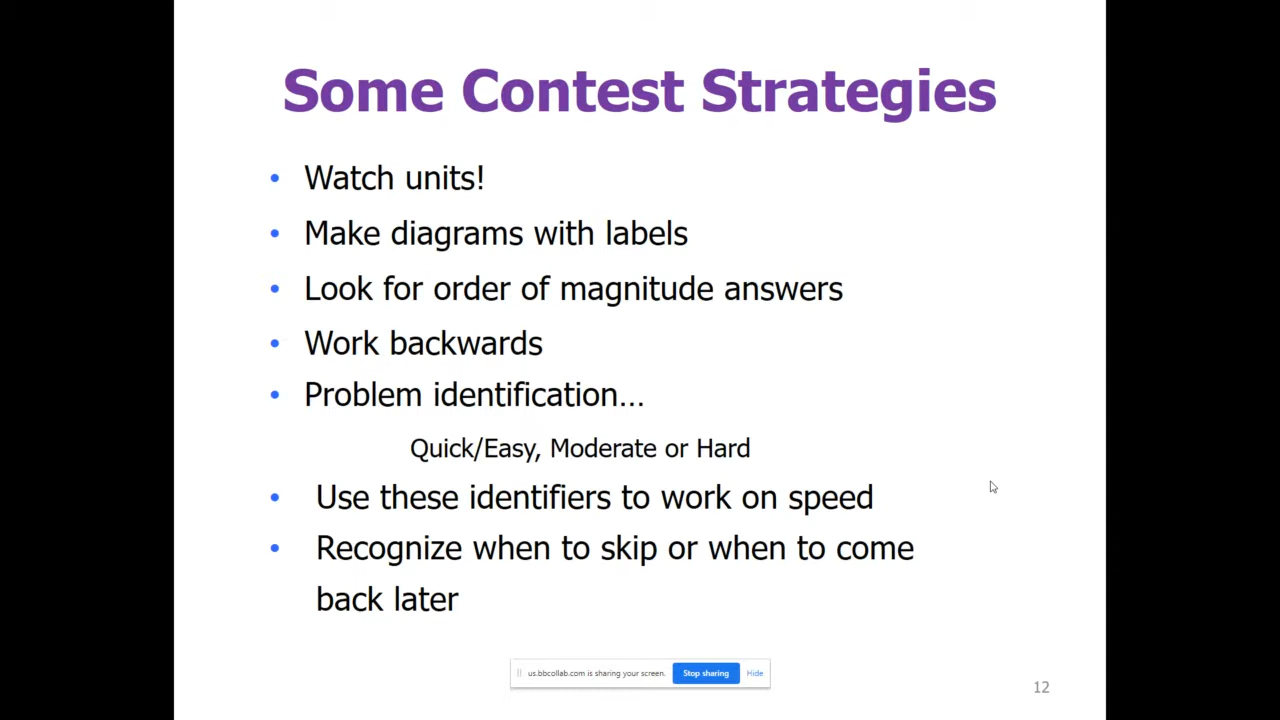 Some Contest Strategies
• Watch units!
• Make diagrams with labels
• Look for order of magnitude answers
• Work backwards
• Problem identification...
Quick/Easy, Moderate or Hard
• Use these identifiers to work on speed
• Recognize when to skip or when to come
back later
us.bbcollab.com is sharing your screen. Stop sharing Hide
12